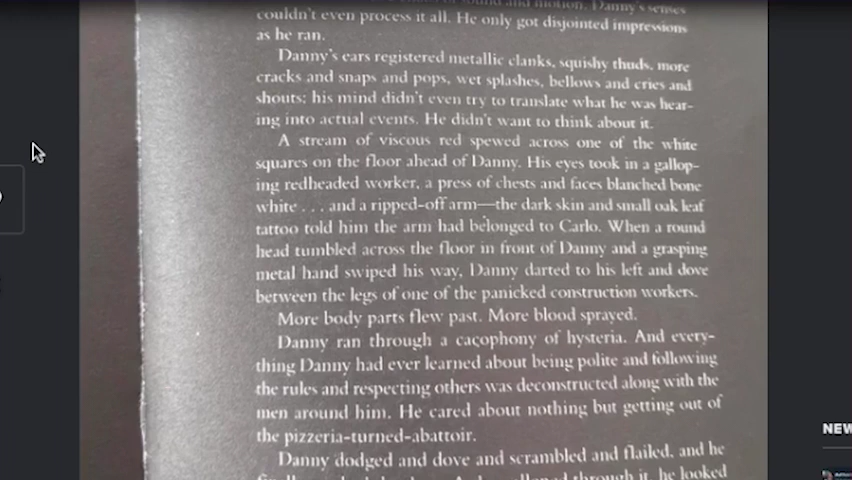 couldn't even process it all. He only got disjointed impressions
as he ran.
Danny's ears registered metallic clanks, squishy thuds, more
cracks and snaps and pops, wet splashes, bellows and cries and
shouts; his mind didn't even try to translate what he was hear-
ing into actual events. He didn't want to think about it.
A stream of viscous red spewed across one of the white
squares on the floor ahead of Danny. His eyes took in a gallop-
ing redheaded worker, a press of chests and faces blanched bone
white . . . and a ripped-off arm—the dark skin and small oak leaf
tattoo told him the arm had belonged to Carlo. When a round
head tumbled across the floor in front of Danny and a grasping
metal hand swiped his way, Danny darted to his left and dove
between the legs of one of the panicked construction workers.
More body parts flew past. More blood sprayed.
Danny ran through a cacophony of hysteria. And every-
thing Danny had ever learned about being polite and following
the rules and respecting others was deconstructed along with the
men around him. He cared about nothing but getting out of
the pizzeria-turned-abattoir.
Danny dodged and dove and scrambled and flailed, and he
through it, he looked
NEW